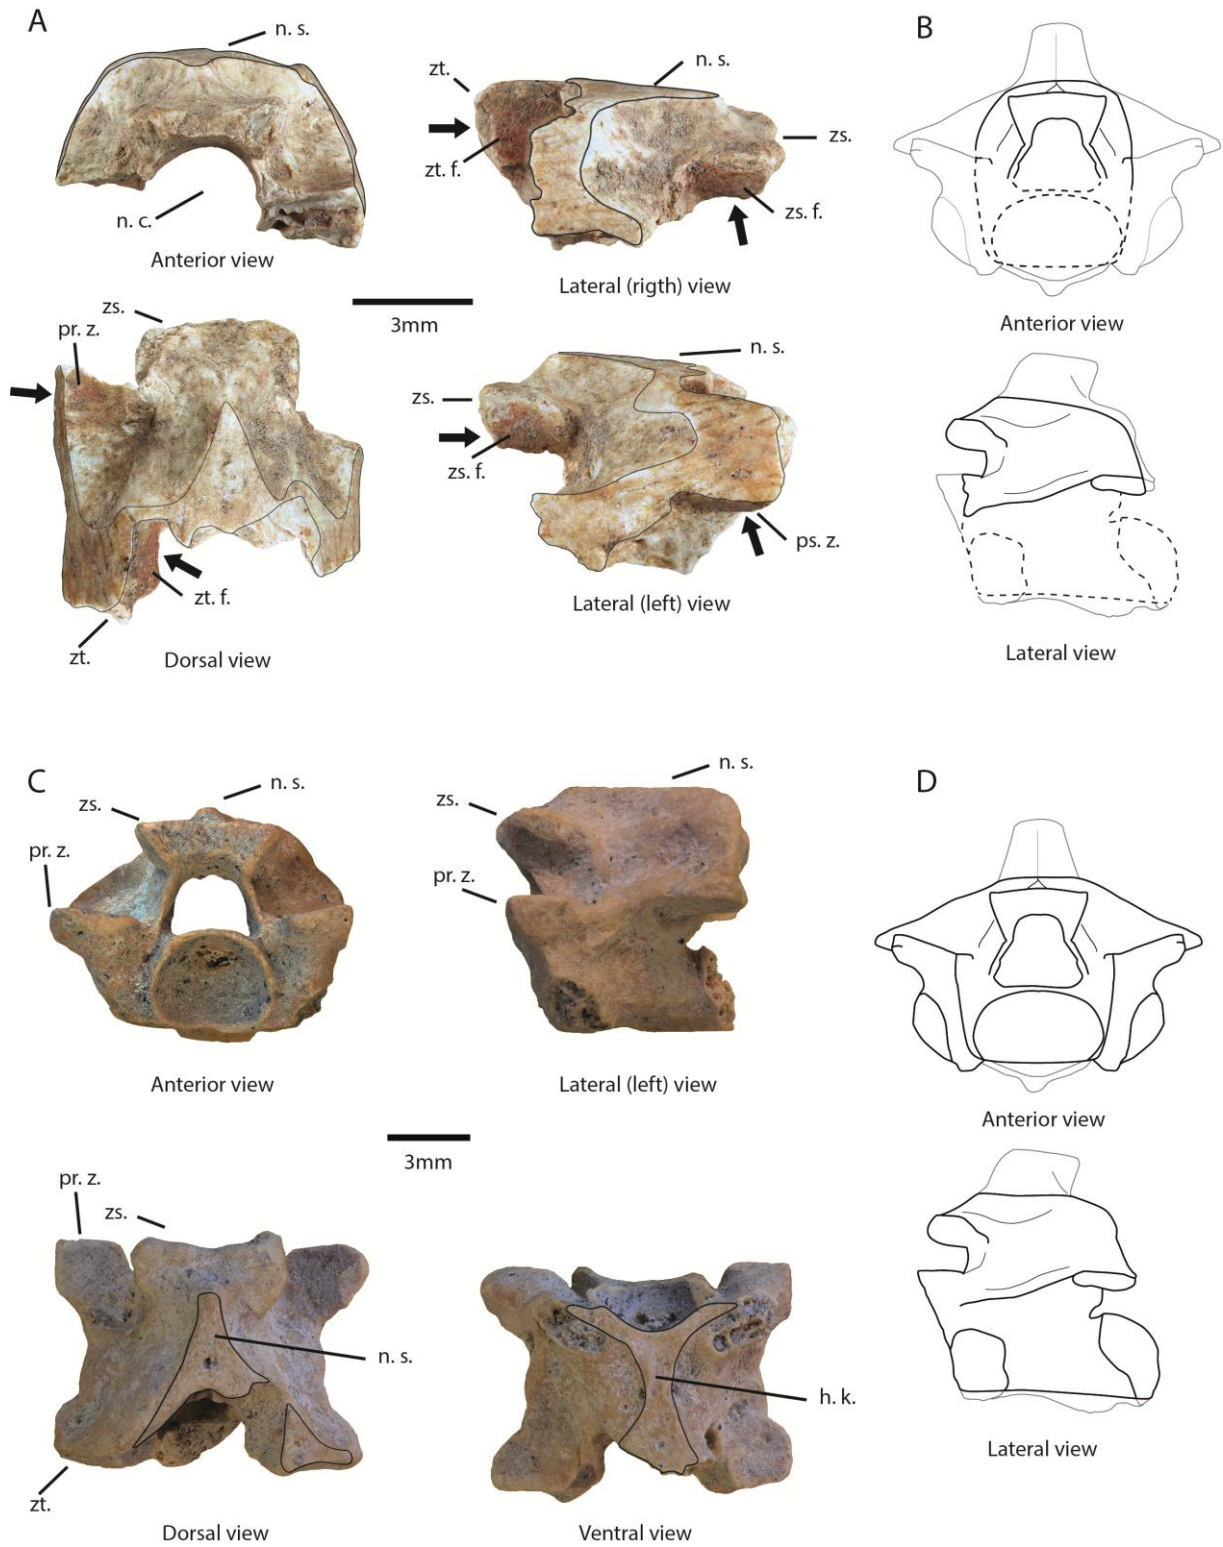 A
n. s.
n. c.
Anterior view
zt.
n. s.
zs.
zt. f.
zs. f.
Lateral (rigth) view
B
Anterior view
3mm
zs.
pr. z.
zt. f.
zt.
Dorsal view
n. s.
zs.
zs. f.
ps. z.
Lateral (left) view
Lateral view
C
n. s.
zs.
pr. z.
Anterior view
n. s.
zs.
pr. z.
Lateral (left) view
D
Anterior view
3mm
pr. z.
zs.
n. s.
zt.
Dorsal view
h. k.
Ventral view
Lateral view